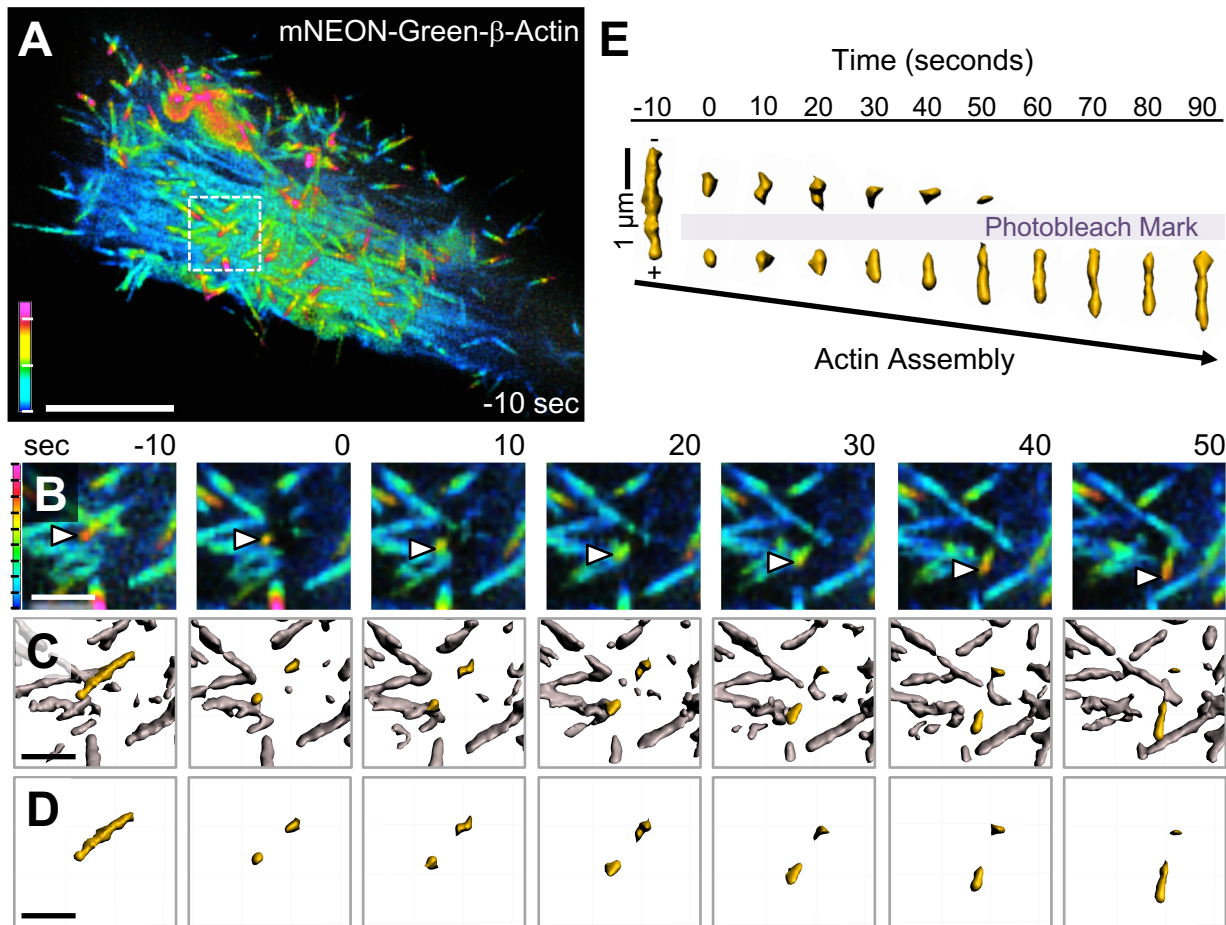 A
mNEON-Green-β-Actin
-10 sec
E
Time (seconds)
-10 0 10 20 30 40 50 60 70 80 90
-
1 µm
Photobleach Mark
+
Actin Assembly
sec -10 0 10 20 30 40 50
B
C
D